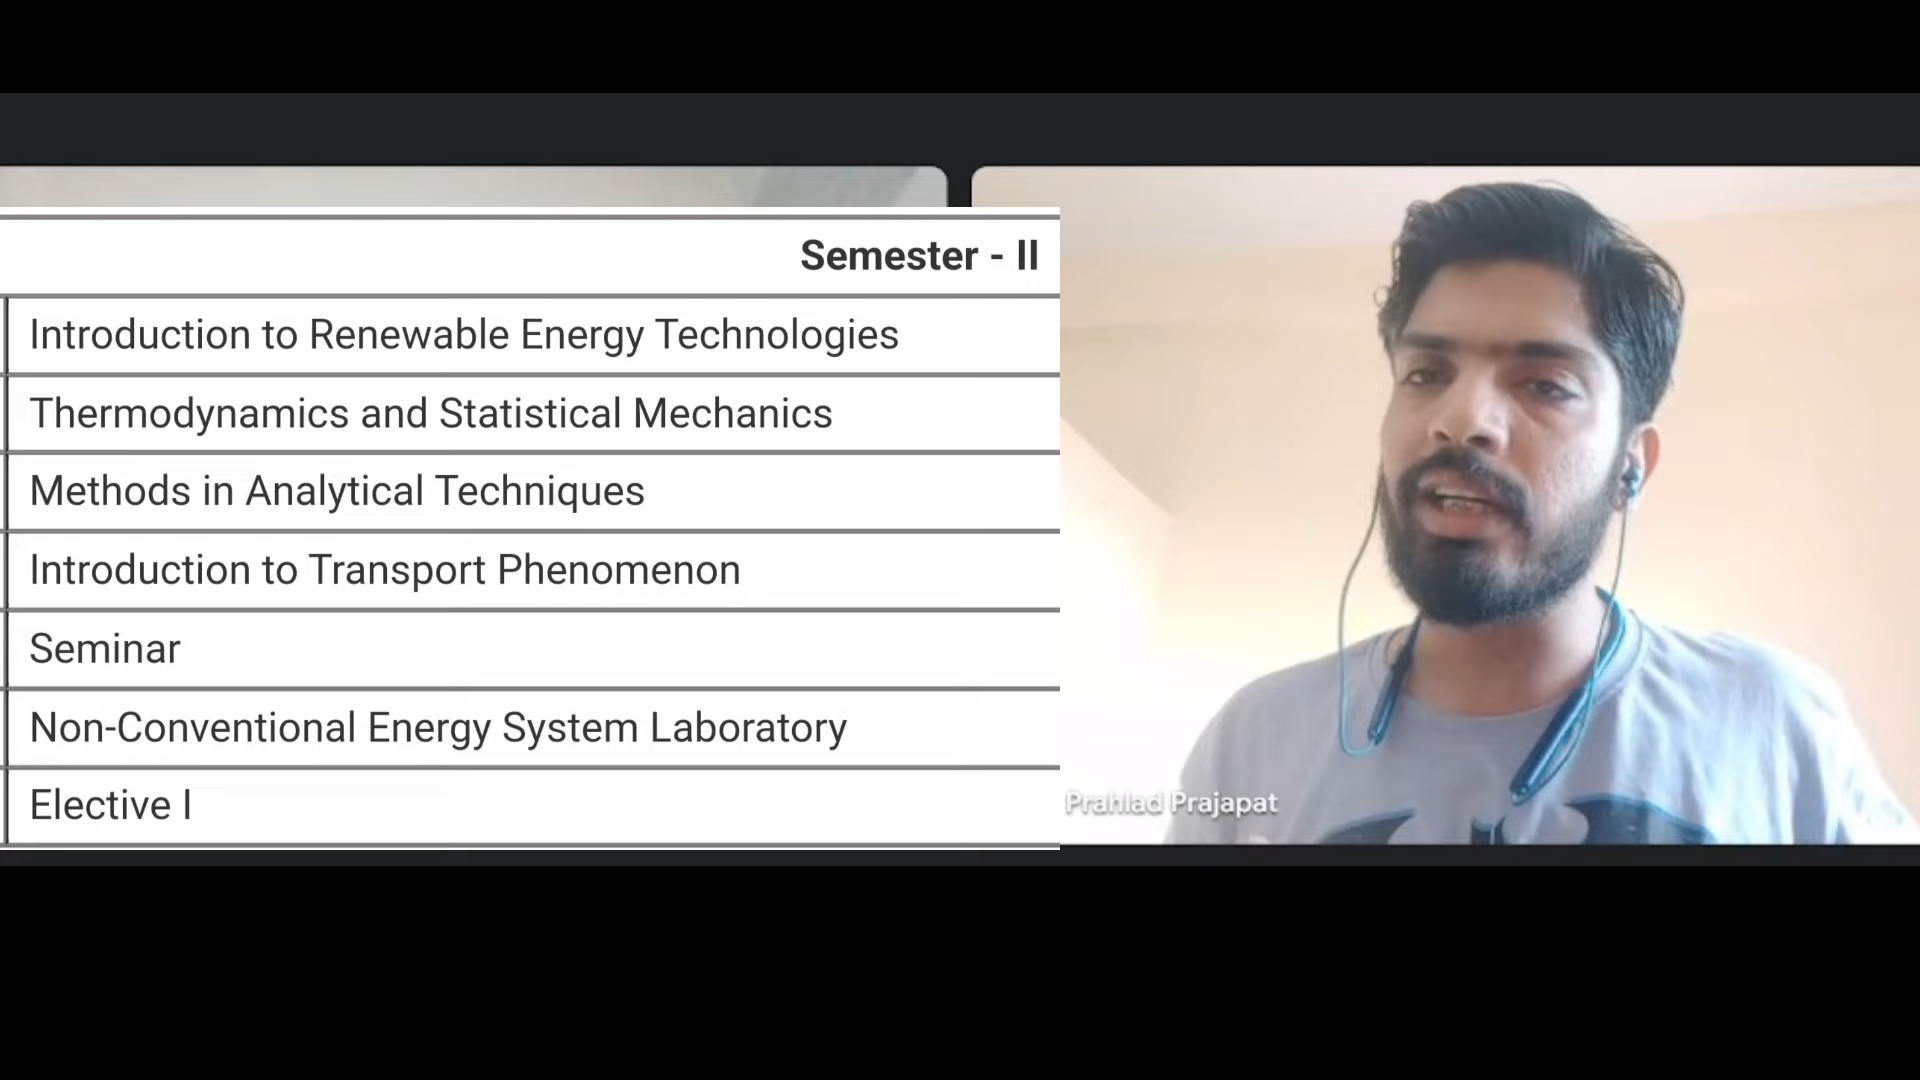 Semester - II
Introduction to Renewable Energy Technologies
Thermodynamics and Statistical Mechanics
Methods in Analytical Techniques
Introduction to Transport Phenomenon
Seminar
Non-Conventional Energy System Laboratory
Elective I
Prahlad Prajapat